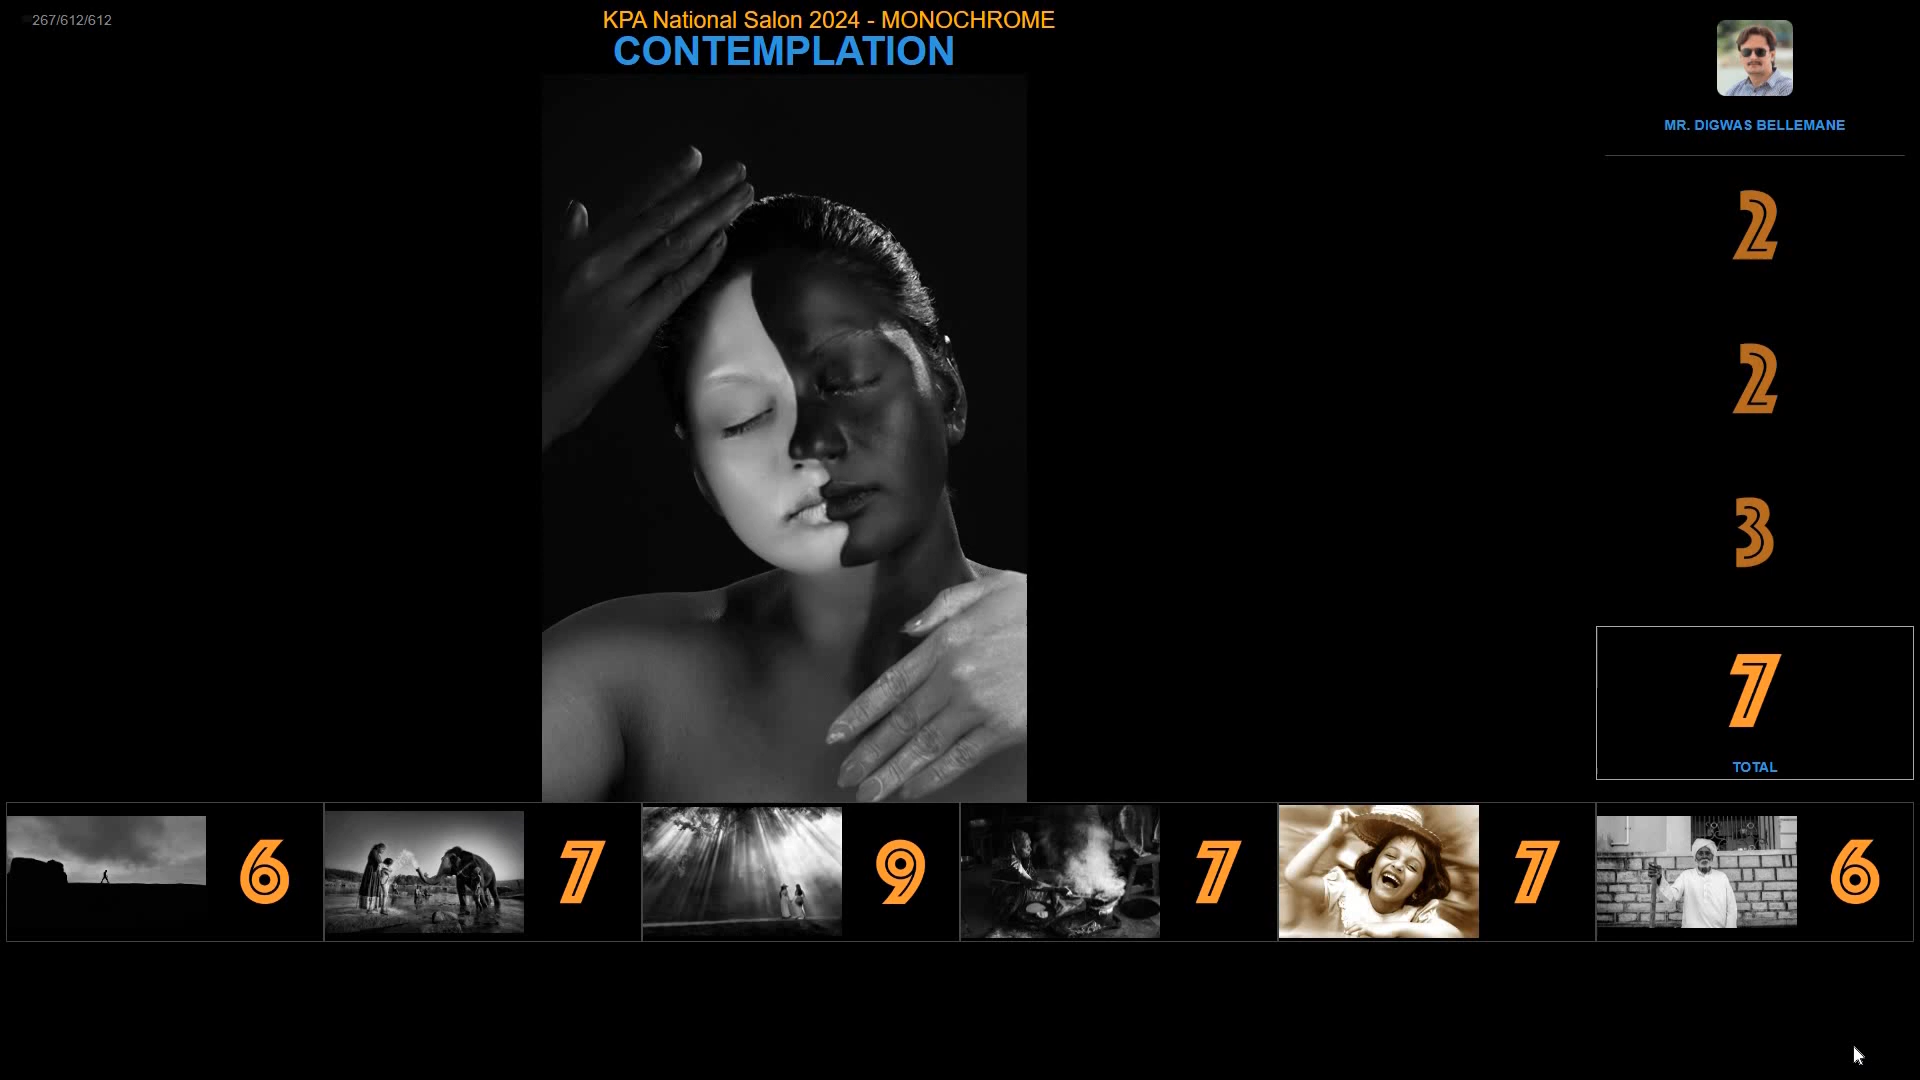 267/612/612
KPA National Salon 2024 - MONOCHROME
CONTEMPLATION
MR. DIGWAS BELLEMANE
2
2
3
7
TOTAL
6 7 9 7 7 6